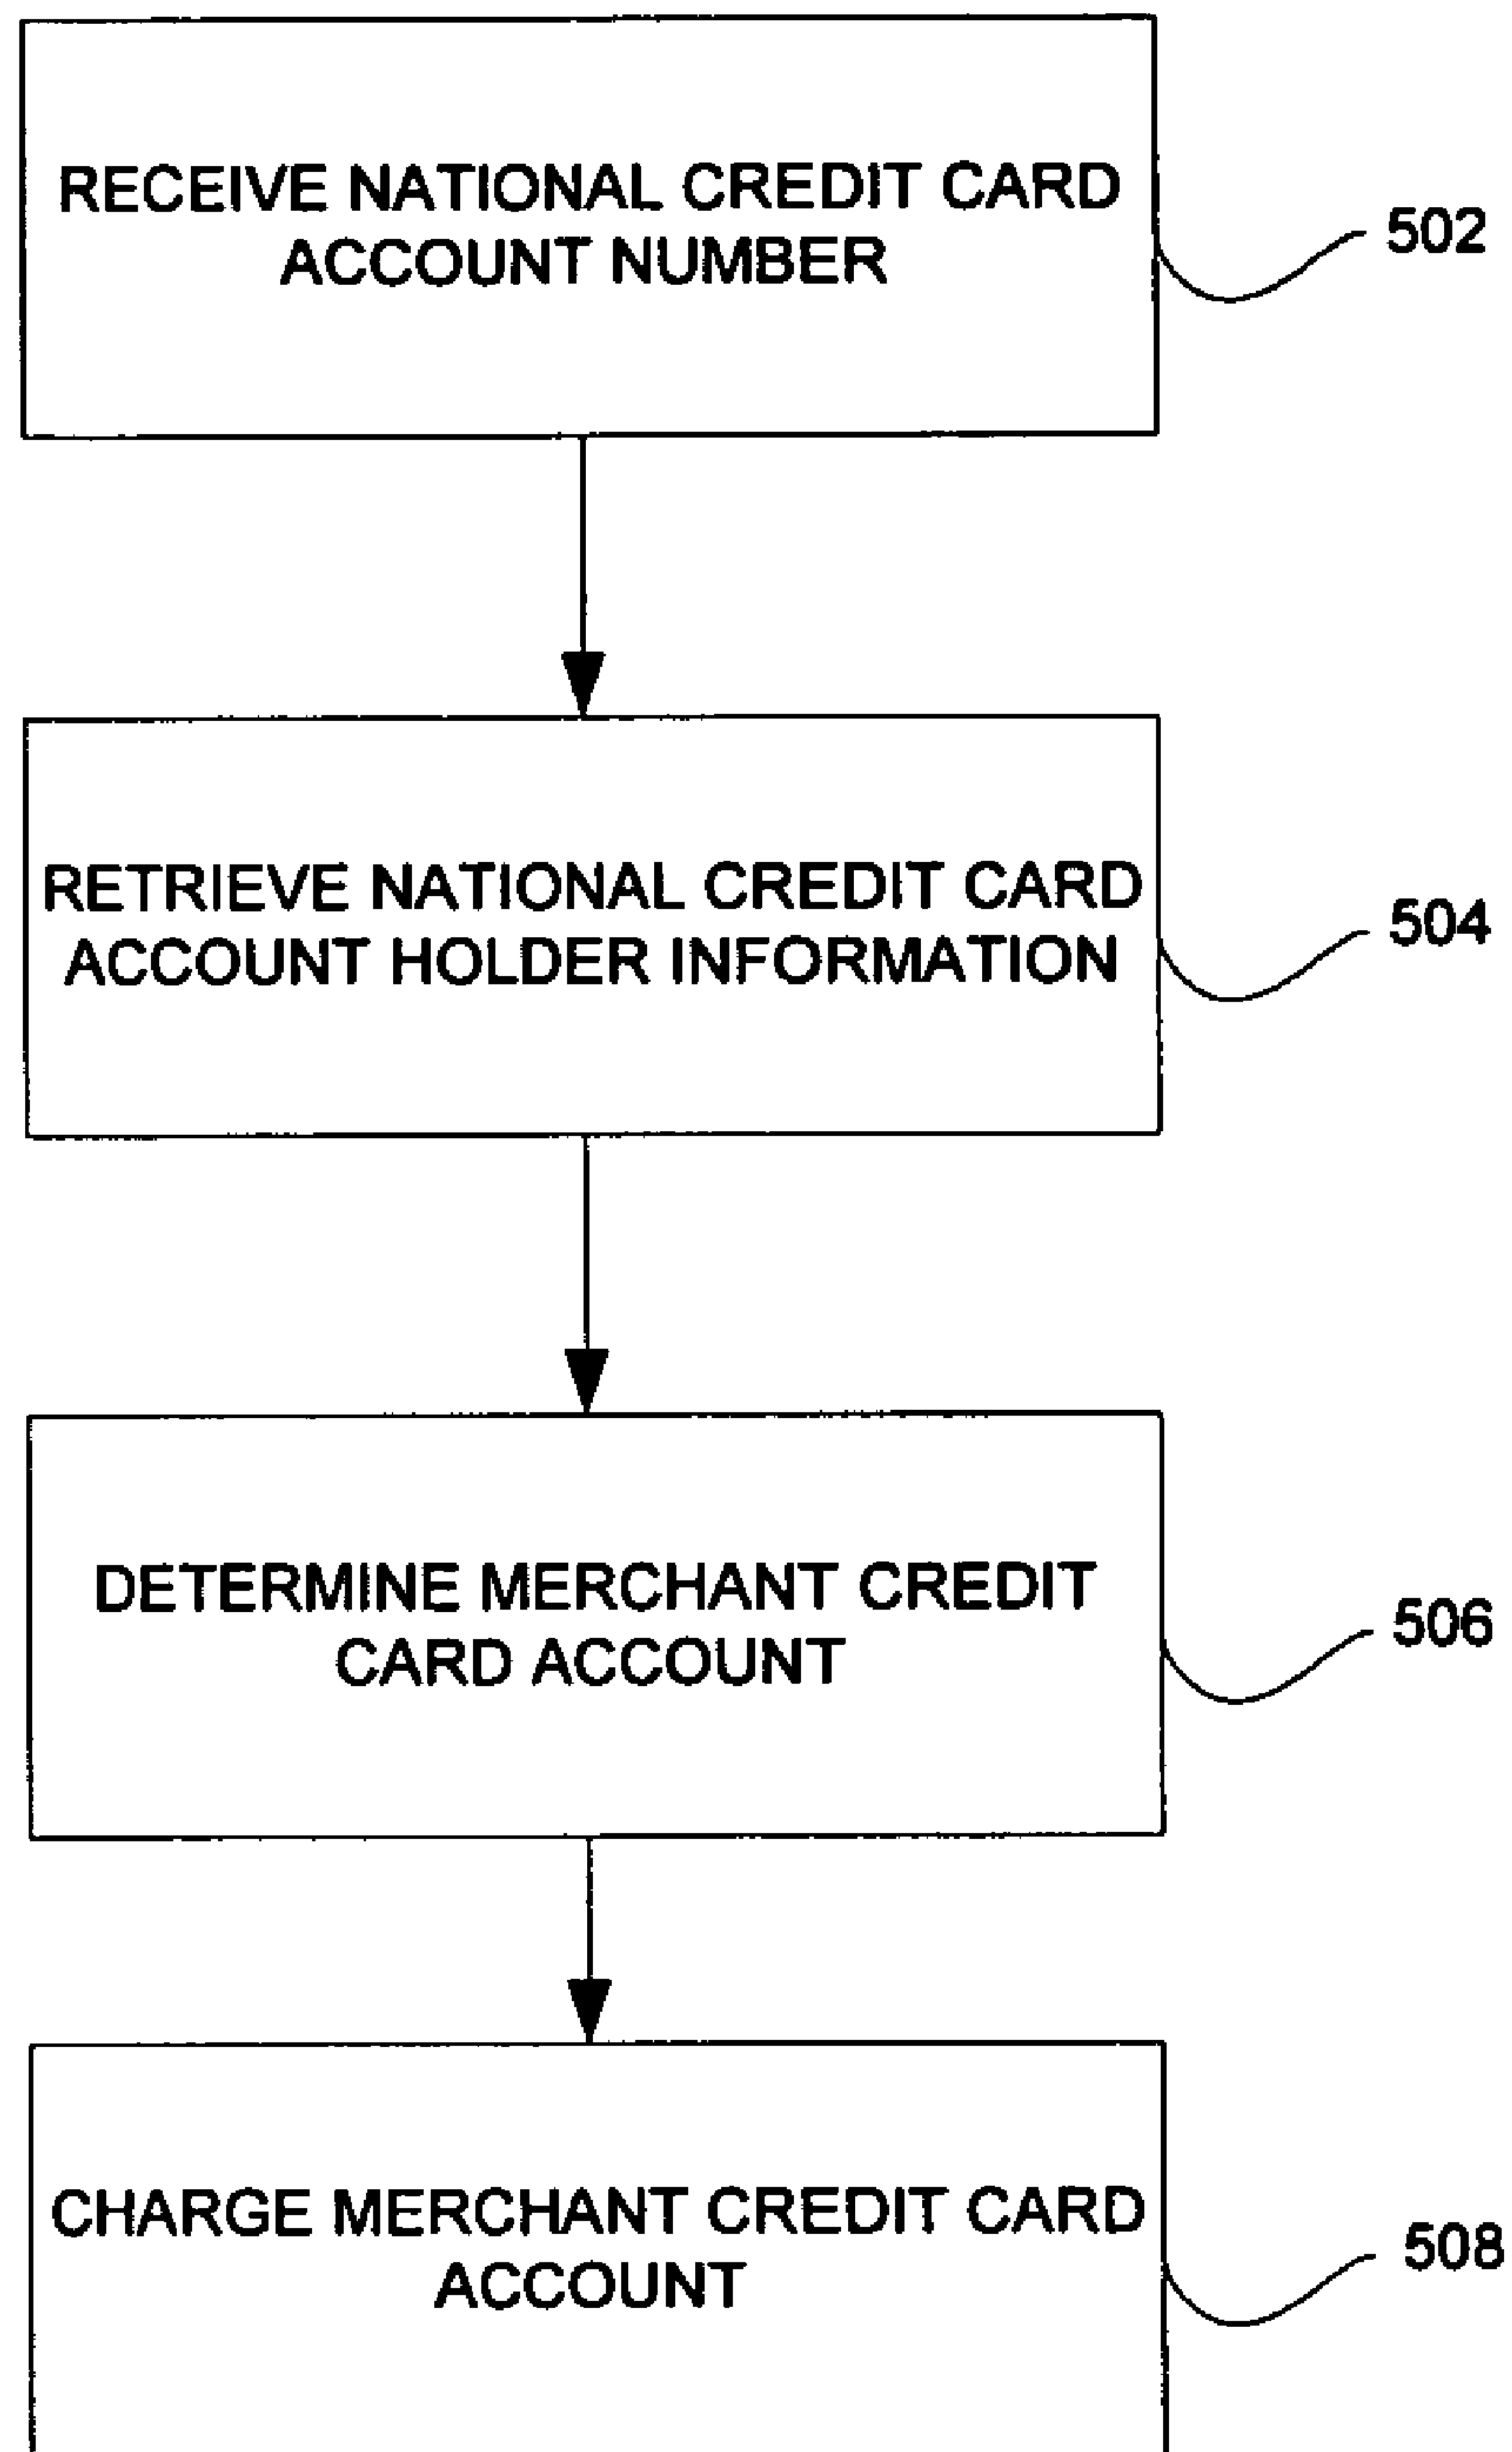 RECEIVE NATIONAL CREDIT CARD
ACCOUNT NUMBER
502
RETRIEVE NATIONAL CREDIT CARD
ACCOUNT HOLDER INFORMATION
504
DETERMINE MERCHANT CREDIT
CARD ACCOUNT
506
CHARGE MERCHANT CREDIT CARD
ACCOUNT
508